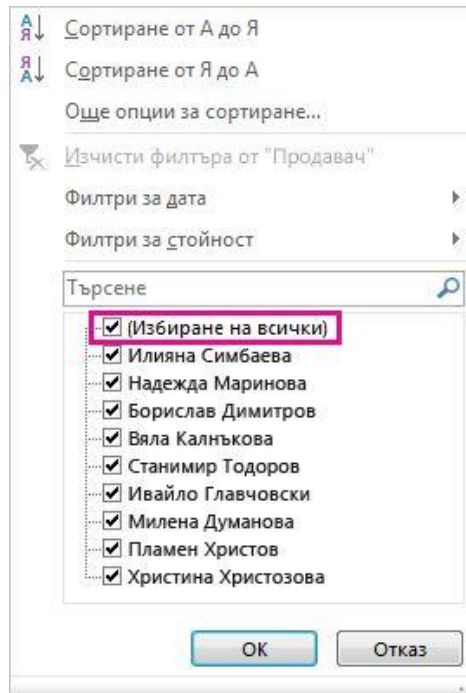 Сортиране от А до Я
Сортиране от Я до А
Още опции за сортиране...
Изчисти филтъра от "Продавач"
Филтри за дата
Филтри за стойност
Търсене
(Избиране на всички)
Илияна Симбаева
Надежда Маринова
Борислав Димитров
Вяла Калнъкова
Станимир Тодоров
Ивайло Главчовски
Милена Думанова
Пламен Христов
Христина Христозова
OK Отказ